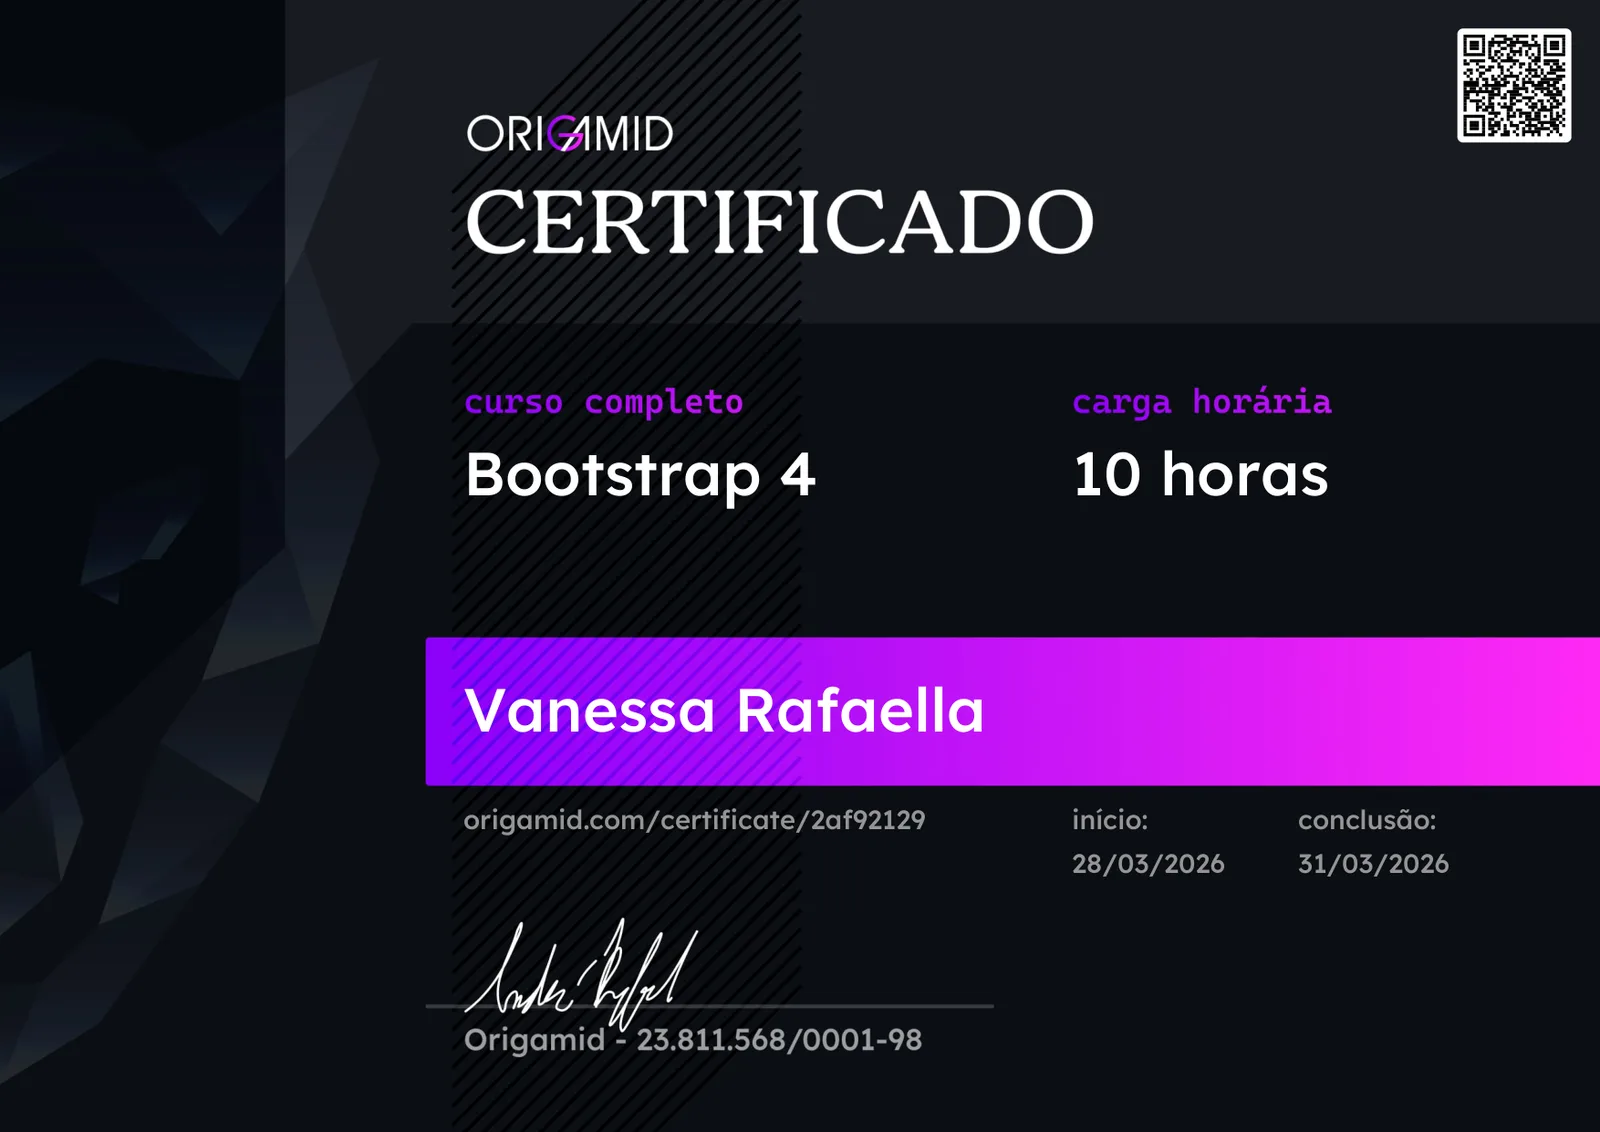 ORIGAMID
CERTIFICADO
curso completo
Bootstrap 4
carga horária
10 horas
Vanessa Rafaella
origamid.com/certificate/2af92129
início:
28/03/2026
conclusão:
31/03/2026
Origamid - 23.811.568/0001-98